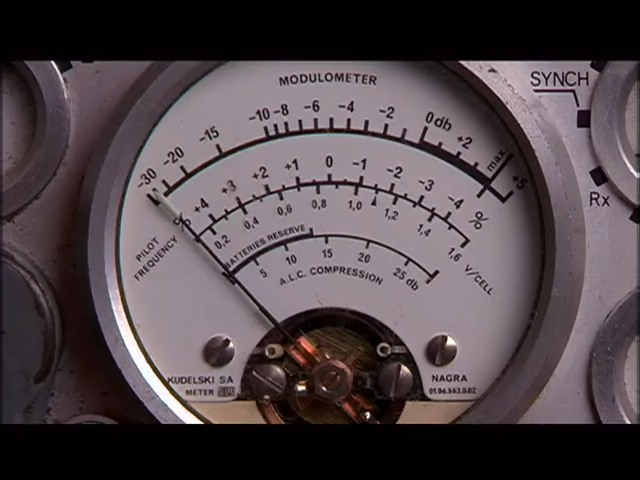 MODULOMETER
SYNCH
-30 -20 -15 -10 -8 -6 -4 -2 0db +2 max. +5
+4 +3 +2 +1 0 -1 -2 -3 -4 %
Rx
0,2 0,4 0,6 0,8 1,0 1,2 1,4 1,6 V/CELL
PILOT
FREQUENCY
BATTERIES RESERVE
5 10 15 20 25 db
A.L.C. COMPRESSION
KUDELSKI SA
METER
NAGRA